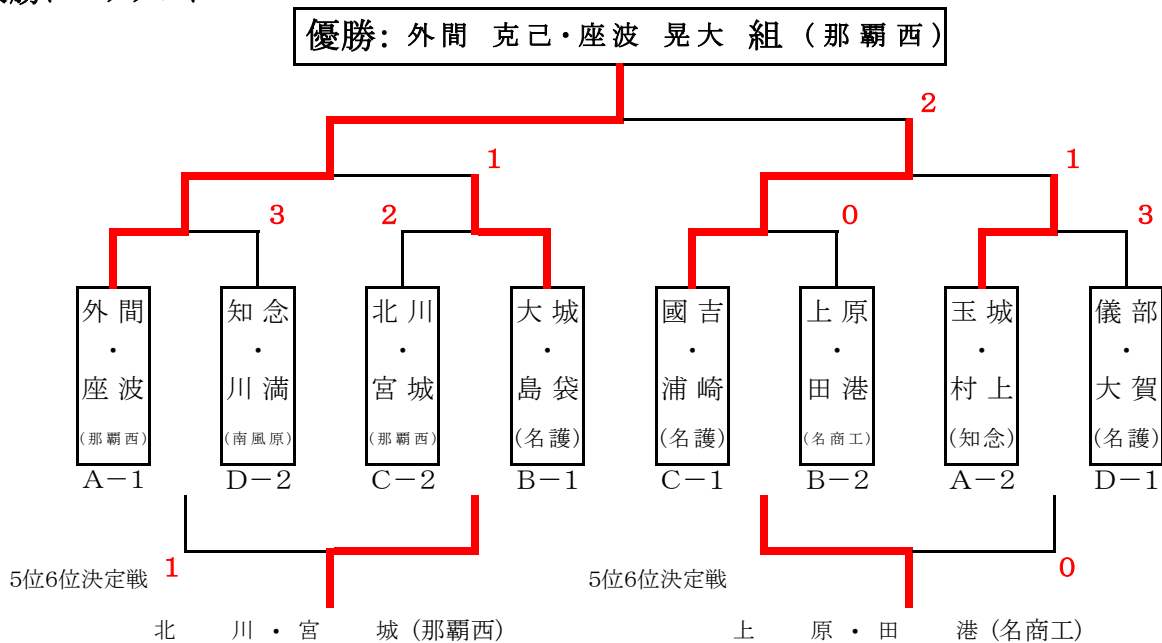 優勝: 外間 克己・座波 晃大 組 (那覇西)
2
1 1
3 2 0 3
外間・座波(那覇西)
知念・川満(南風原)
北川・宮城(那覇西)
大城・島袋(名護)
國吉・浦崎(名護)
上原・田港(名商工)
玉城・村上(知念)
儀部・大賀(名護)
A-1 D-2 C-2 B-1 C-1 B-2 A-2 D-1
5位6位決定戦 1 5位6位決定戦 0
北川・宮城(那覇西) 上原・田港(名商工)